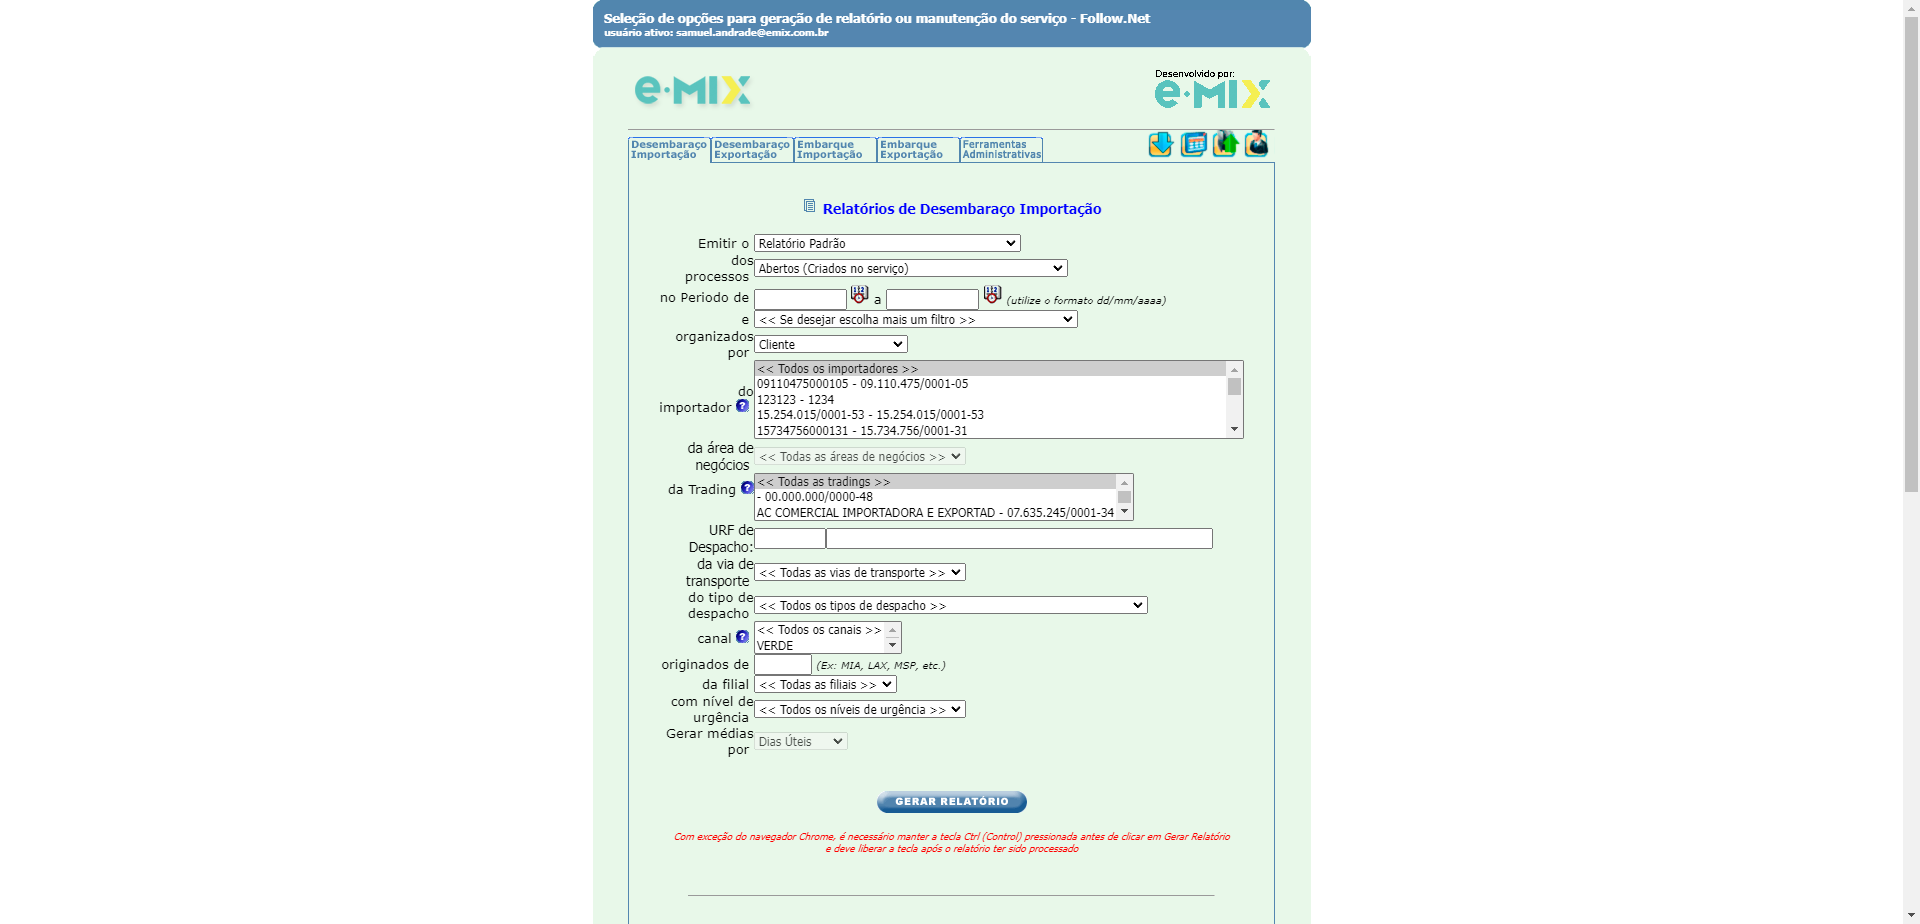 Seleção de opções para geração de relatório ou manutenção do serviço - Follow.Net
usuário ativo: samuel.andrade@emix.com.br
e·MIX
Desenvolvido por:
e·MIX
Desembaraço Importação
Desembaraço Exportação
Embarque Importação
Embarque Exportação
Ferramentas Administrativas
Relatórios de Desembaraço Importação
Emitir o Relatório Padrão
dos processos Abertos (Criados no serviço)
no Periodo de a (utilize o formato dd/mm/aaaa)
e << Se desejar escolha mais um filtro >>
organizados por Cliente
do importador ?
<< Todos os importadores >>
09110475000105 - 09.110.475/0001-05
123123 - 1234
15.254.015/0001-53 - 15.254.015/0001-53
15734756000131 - 15.734.756/0001-31
da área de negócios << Todas as áreas de negócios >>
da Trading ?
<< Todas as tradings >>
- 00.000.000/0000-48
AC COMERCIAL IMPORTADORA E EXPORTAD - 07.635.245/0001-34
URF de Despacho:
da via de transporte << Todas as vias de transporte >>
do tipo de despacho << Todos os tipos de despacho >>
canal ?
<< Todos os canais >>
VERDE
originados de (Ex: MIA, LAX, MSP, etc.)
da filial << Todas as filiais >>
com nível de urgência << Todos os níveis de urgência >>
Gerar médias por Dias Úteis
GERAR RELATÓRIO
Com exceção do navegador Chrome, é necessário manter a tecla Ctrl (Control) pressionada antes de clicar em Gerar Relatório
e deve liberar a tecla após o relatório ter sido processado